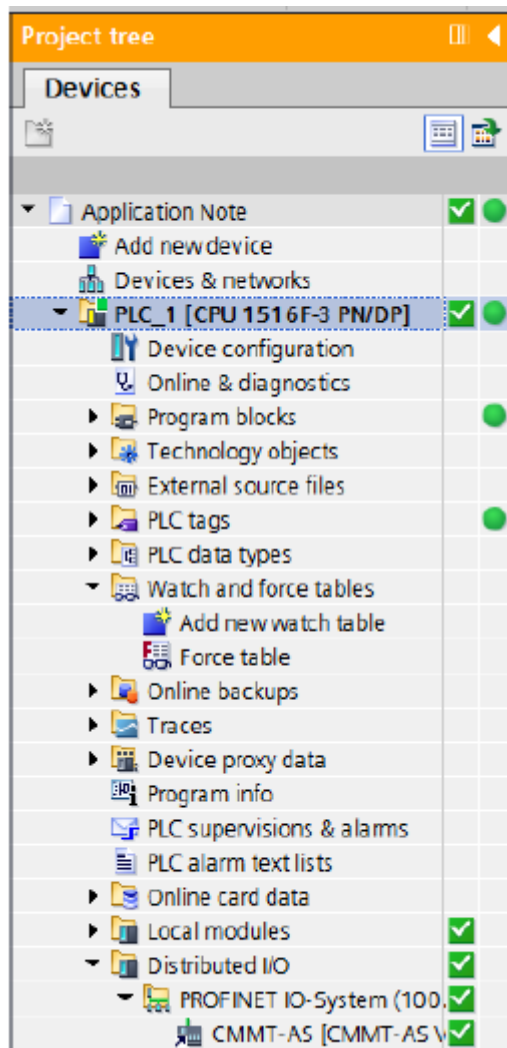 Project tree
Devices
Application Note
Add new device
Devices & networks
PLC_1 [CPU 1516F-3 PN/DP]
Device configuration
Online & diagnostics
Program blocks
Technology objects
External source files
PLC tags
PLC data types
Watch and force tables
Add new watch table
Force table
Online backups
Traces
Device proxy data
Program info
PLC supervisions & alarms
PLC alarm text lists
Online card data
Local modules
Distributed I/O
PROFINET IO-System (100.
CMMT-AS [CMMT-AS